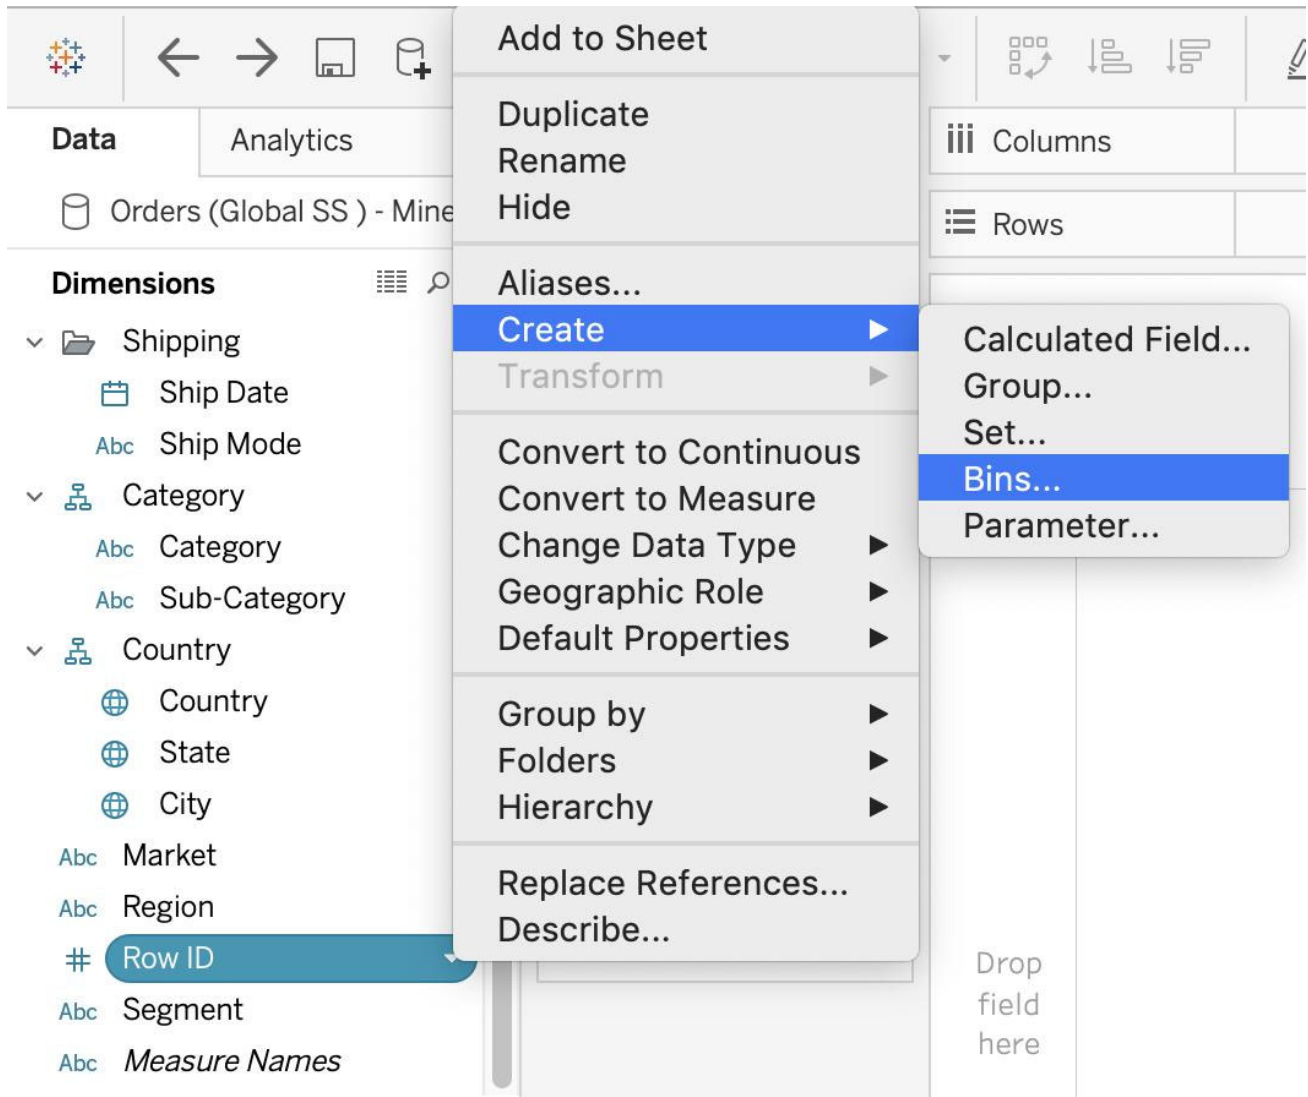 Data
Analytics
Orders (Global SS ) - Mine
Dimensions
Shipping
Ship Date
Abc Ship Mode
Category
Abc Category
Abc Sub-Category
Country
Country
State
City
Abc Market
Abc Region
# Row ID
Abc Segment
Abc Measure Names
Add to Sheet
Duplicate
Rename
Hide
Aliases...
Create
Transform
Convert to Continuous
Convert to Measure
Change Data Type
Geographic Role
Default Properties
Group by
Folders
Hierarchy
Replace References...
Describe...
Calculated Field...
Group...
Set...
Bins...
Parameter...
Columns
Rows
Drop
field
here